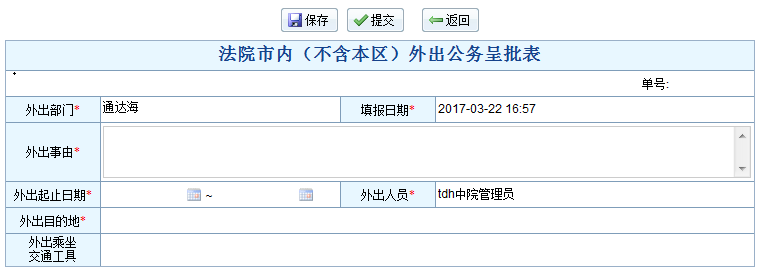 保存 提交 返回
法院市内（不含本区）外出公务呈批表
单号:
外出部门* 通达海 填报日期* 2017-03-22 16:57
外出事由*
外出起止日期* ~ 外出人员* tdh中院管理员
外出目的地*
外出乘坐
交通工具